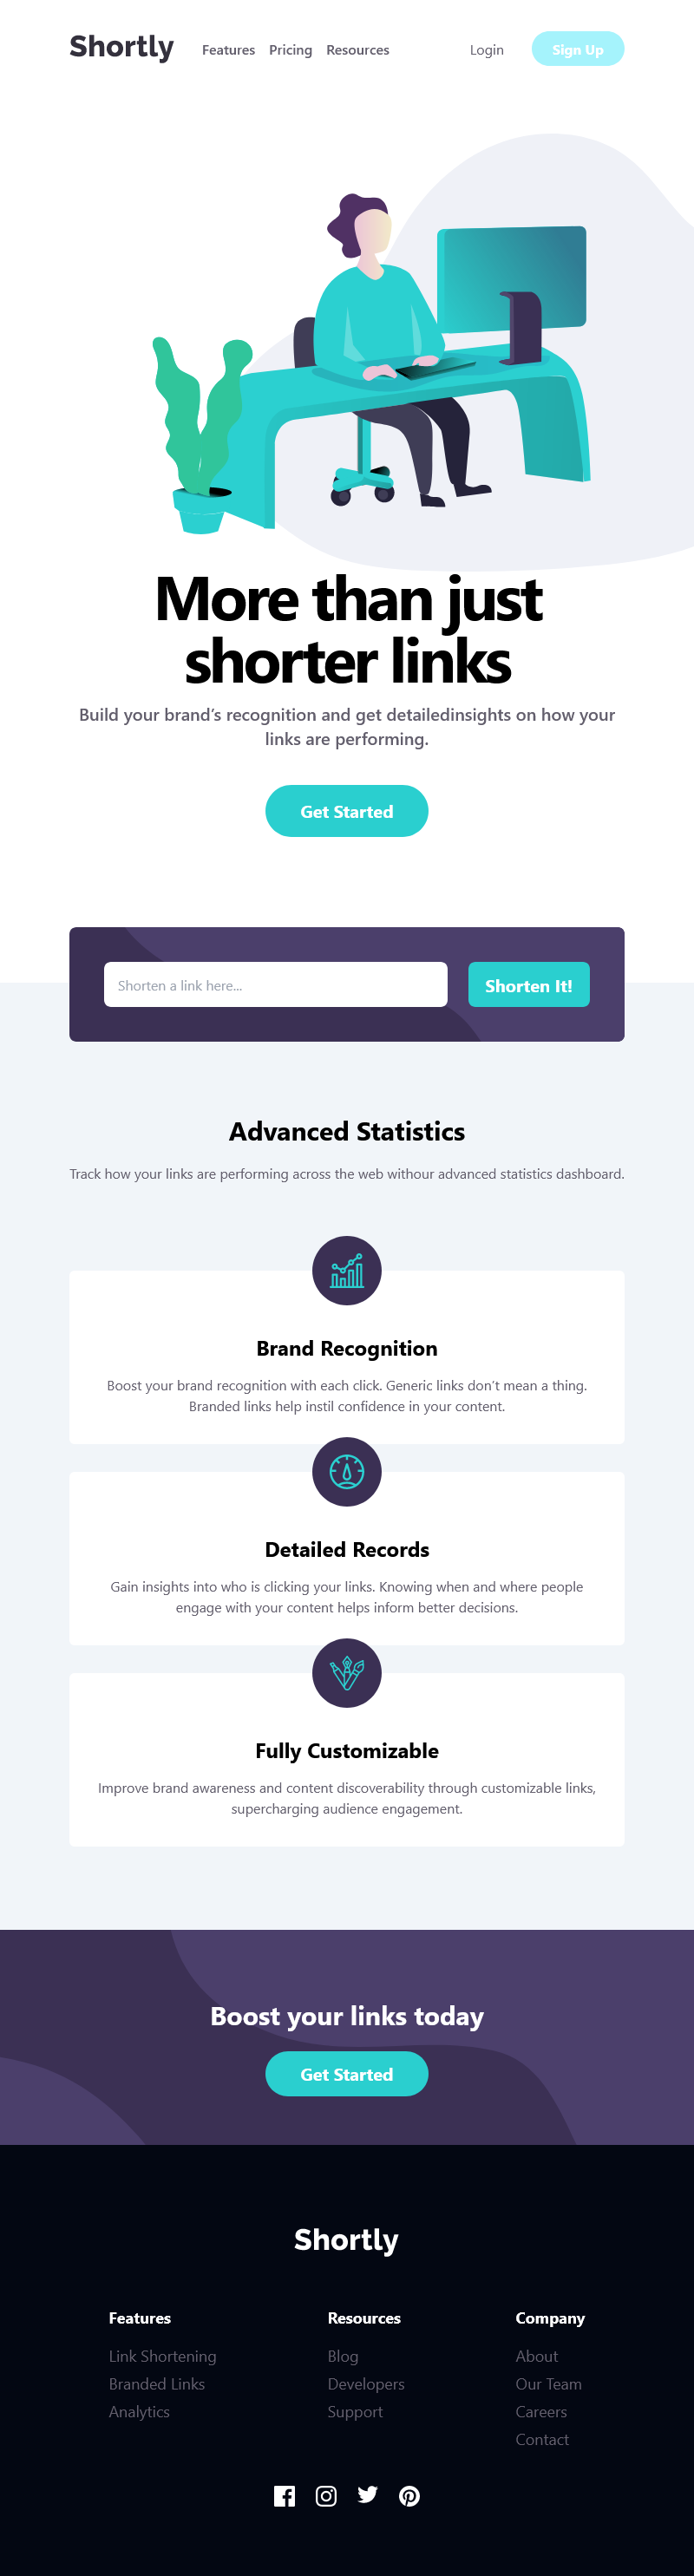 Shortly
Features Pricing Resources
Login
Sign Up
More than just
shorter links
Build your brand’s recognition and get detailedinsights on how your
links are performing.
Get Started
Shorten a link here...
Shorten It!
Advanced Statistics
Track how your links are performing across the web withour advanced statistics dashboard.
Brand Recognition
Boost your brand recognition with each click. Generic links don’t mean a thing.
Branded links help instil confidence in your content.
Detailed Records
Gain insights into who is clicking your links. Knowing when and where people
engage with your content helps inform better decisions.
Fully Customizable
Improve brand awareness and content discoverability through customizable links,
supercharging audience engagement.
Boost your links today
Get Started
Shortly
Features
Link Shortening
Branded Links
Analytics
Resources
Blog
Developers
Support
Company
About
Our Team
Careers
Contact